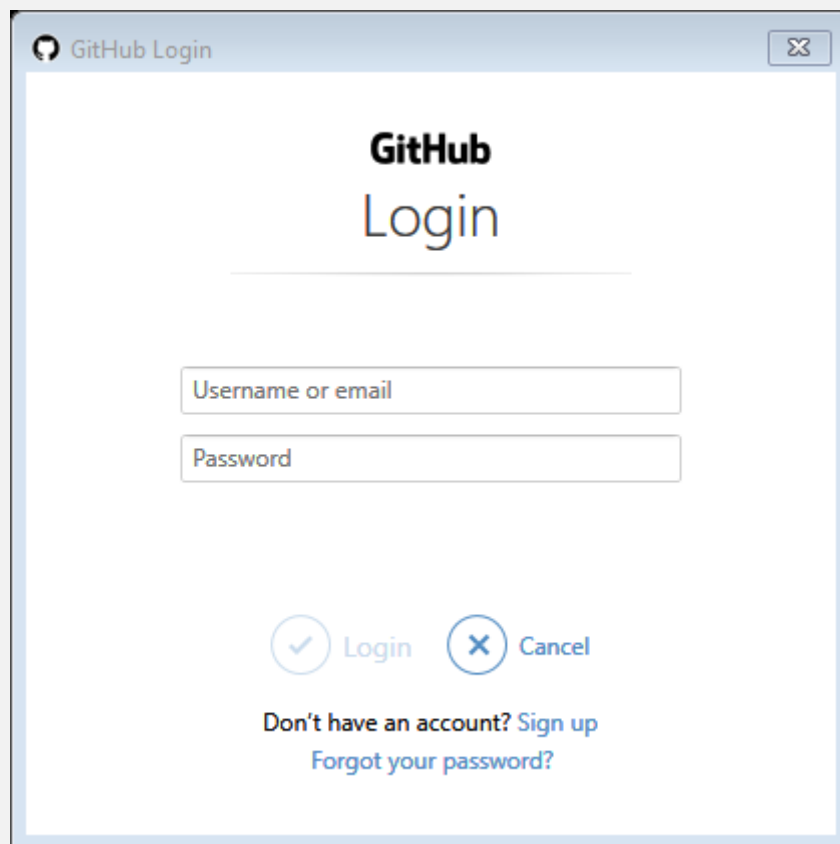 GitHub Login
GitHub
Login
Username or email
Password
Login Cancel
Don't have an account? Sign up
Forgot your password?